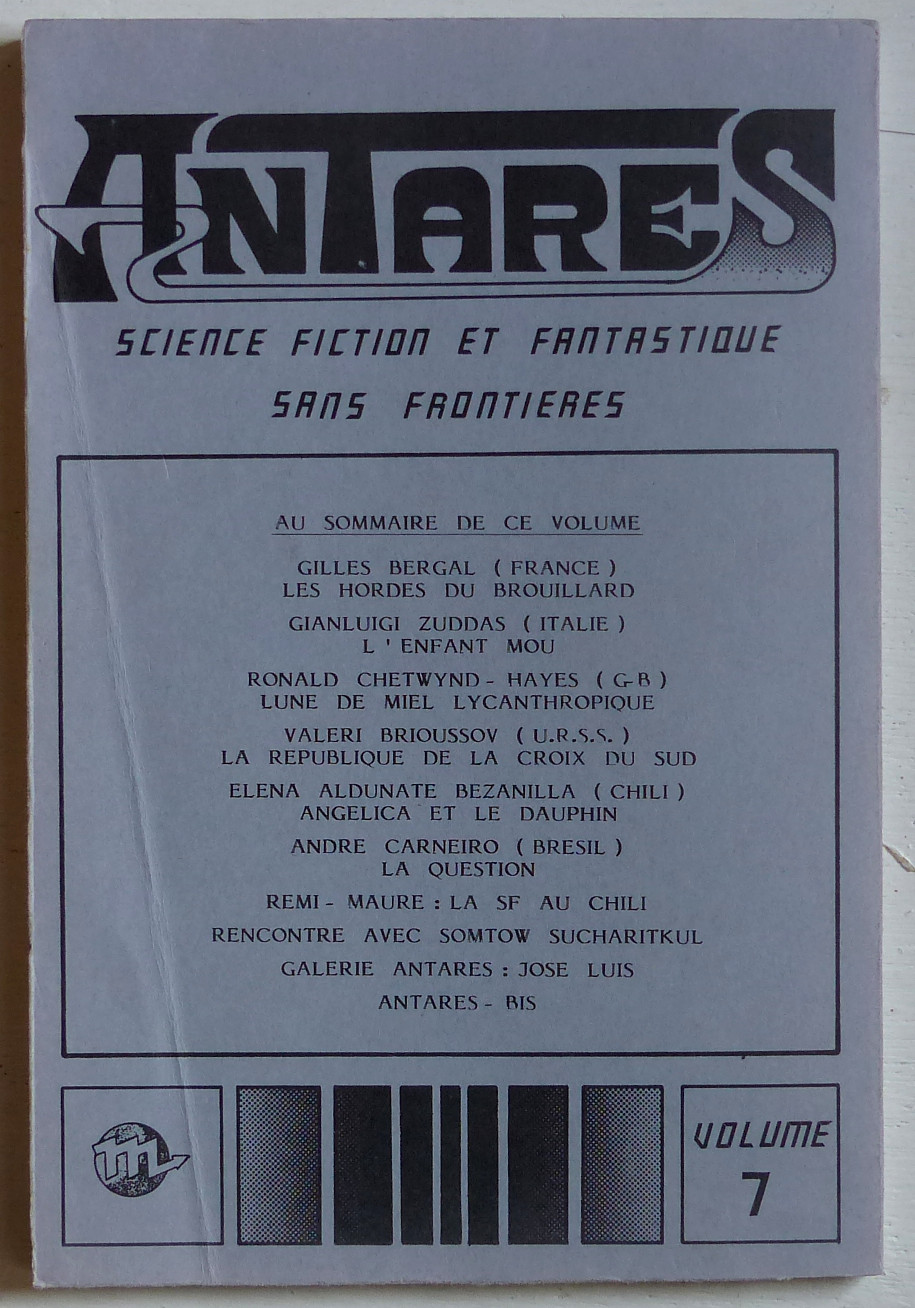 ANTARES
SCIENCE FICTION ET FANTASTIQUE
SANS FRONTIERES
AU SOMMAIRE DE CE VOLUME
GILLES BERGAL ( FRANCE )
LES HORDES DU BROUILLARD
GIANLUIGI ZUDDAS ( ITALIE )
L ' ENFANT MOU
RONALD CHETWYND - HAYES ( G-B )
LUNE DE MIEL LYCANTHROPIQUE
VALERI BRIOUSSOV ( U.R.S.S. )
LA REPUBLIQUE DE LA CROIX DU SUD
ELENA ALDUNATE BEZANILLA ( CHILI )
ANGELICA ET LE DAUPHIN
ANDRE CARNEIRO ( BRESIL )
LA QUESTION
REMI - MAURE : LA SF AU CHILI
RENCONTRE AVEC SOMTOW SUCHARITKUL
GALERIE ANTARES : JOSE LUIS
ANTARES - BIS
m
VOLUME
7